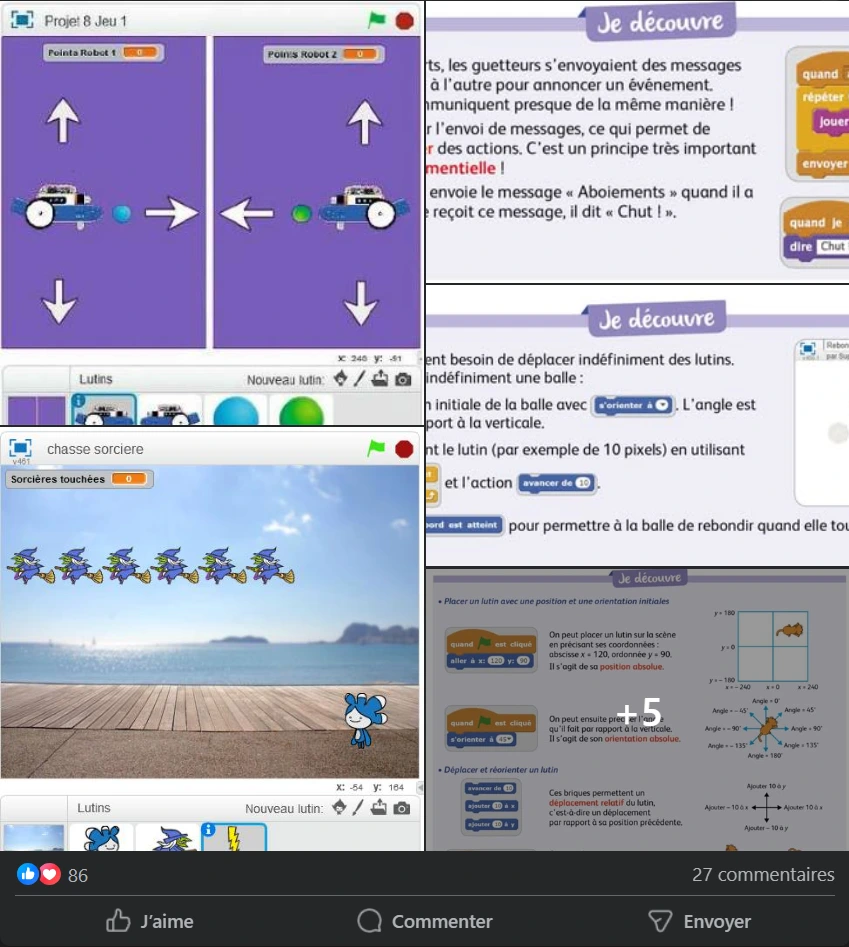 Projet 8 Jeu 1
Points Robot 1 0
Points Robot 2 0
x: 240 y: -51
Lutins
Nouveau lutin:
chasse sorciere
v461
Sorcières touchées 0
x: -54 y: 164
Lutins
Nouveau lutin:
Je découvre
rts, les guetteurs s'envoyaient des messages
à l'autre pour annoncer un événement.
mmuniquent presque de la même manière !
r l'envoi de messages, ce qui permet de
r des actions. C'est un principe très important
mentielle !
envoie le message « Aboiements » quand il a
e reçoit ce message, il dit « Chut ! ».
quand
répéter
jouer
envoyer
quand je
dire Chut !
Je découvre
ent besoin de déplacer indéfiniment des lutins.
indéfiniment une balle :
n initiale de la balle avec s'orienter à . L'angle est
port à la verticale.
nt le lutin (par exemple de 10 pixels) en utilisant
et l'action avancer de 10 .
bord est atteint pour permettre à la balle de rebondir quand elle tou
Rebon
par Sup
Je découvre
• Placer un lutin avec une position et une orientation initiales
quand est cliqué
aller à x: 120 y: 90
On peut placer un lutin sur la scène
en précisant ses coordonnées :
abscisse x = 120, ordonnée y = 90.
Il s'agit de sa position absolue.
y = 180
y = 0
y = – 180
x = – 240 x = 0 x = 240
quand est cliqué
s'orienter à 45
On peut ensuite préciser l'angle
qu'il fait par rapport à la verticale.
Il s'agit de son orientation absolue.
+5
Angle = 0°
Angle = – 45° Angle = 45°
Angle = – 90° Angle = 90°
Angle = – 135° Angle = 135°
Angle = 180°
• Déplacer et réorienter un lutin
avancer de 10
ajouter 10 à x
ajouter 10 à y
Ces briques permettent un
déplacement relatif du lutin,
c'est-à-dire un déplacement
par rapport à sa position précédente.
Ajouter 10 à y
Ajouter – 10 à x Ajouter 10 à x
Ajouter – 10 à y
86
27 commentaires
J'aime
Commenter
Envoyer